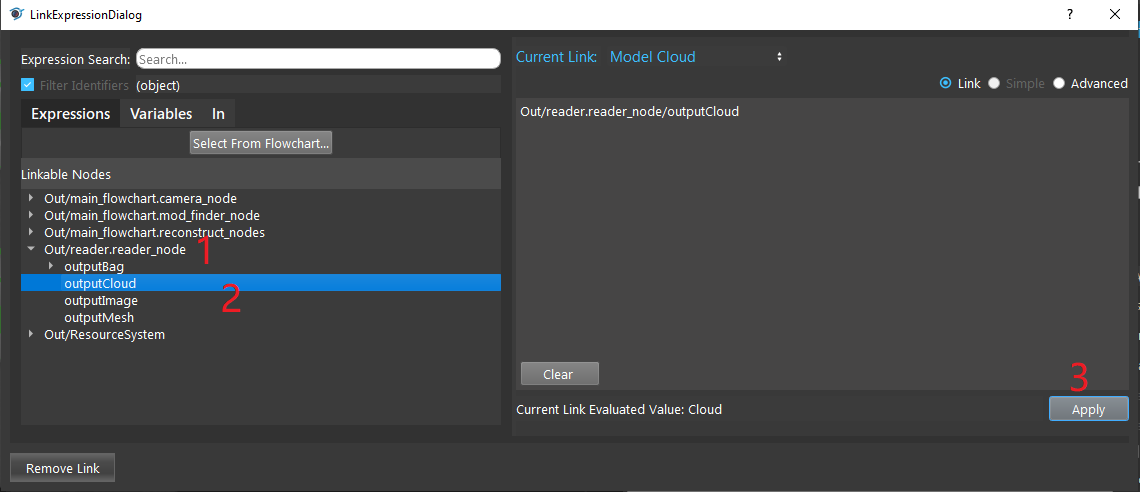 LinkExpressionDialog
?
Expression Search: Search...
Filter Identifiers (object)
Expressions Variables In
Select From Flowchart...
Linkable Nodes
Out/main_flowchart.camera_node
Out/main_flowchart.mod_finder_node
Out/main_flowchart.reconstruct_nodes
Out/reader.reader_node 1
outputBag
outputCloud
outputImage 2
outputMesh
Out/ResourceSystem
Current Link: Model Cloud
Link Simple Advanced
Out/reader.reader_node/outputCloud
Clear
3
Current Link Evaluated Value: Cloud Apply
Remove Link